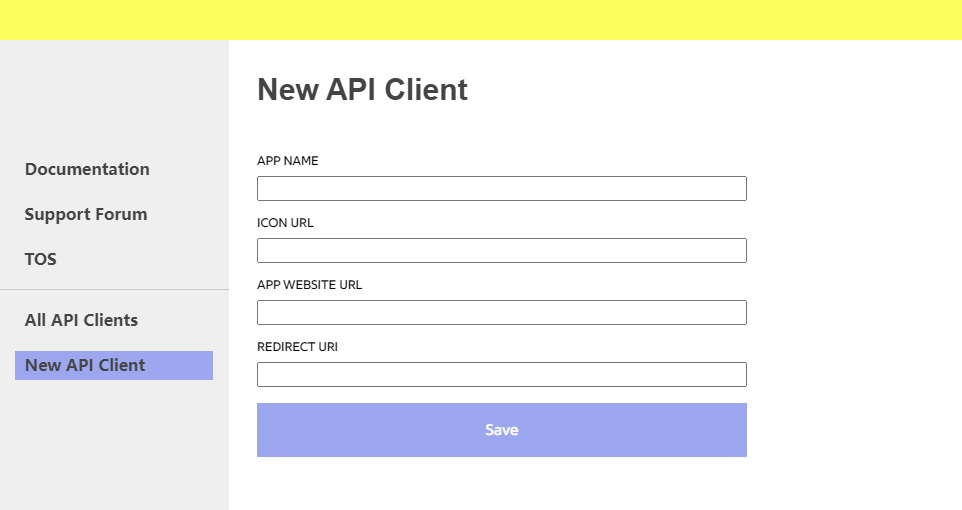 New API Client
Documentation
Support Forum
TOS
All API Clients
New API Client
APP NAME
ICON URL
APP WEBSITE URL
REDIRECT URI
Save